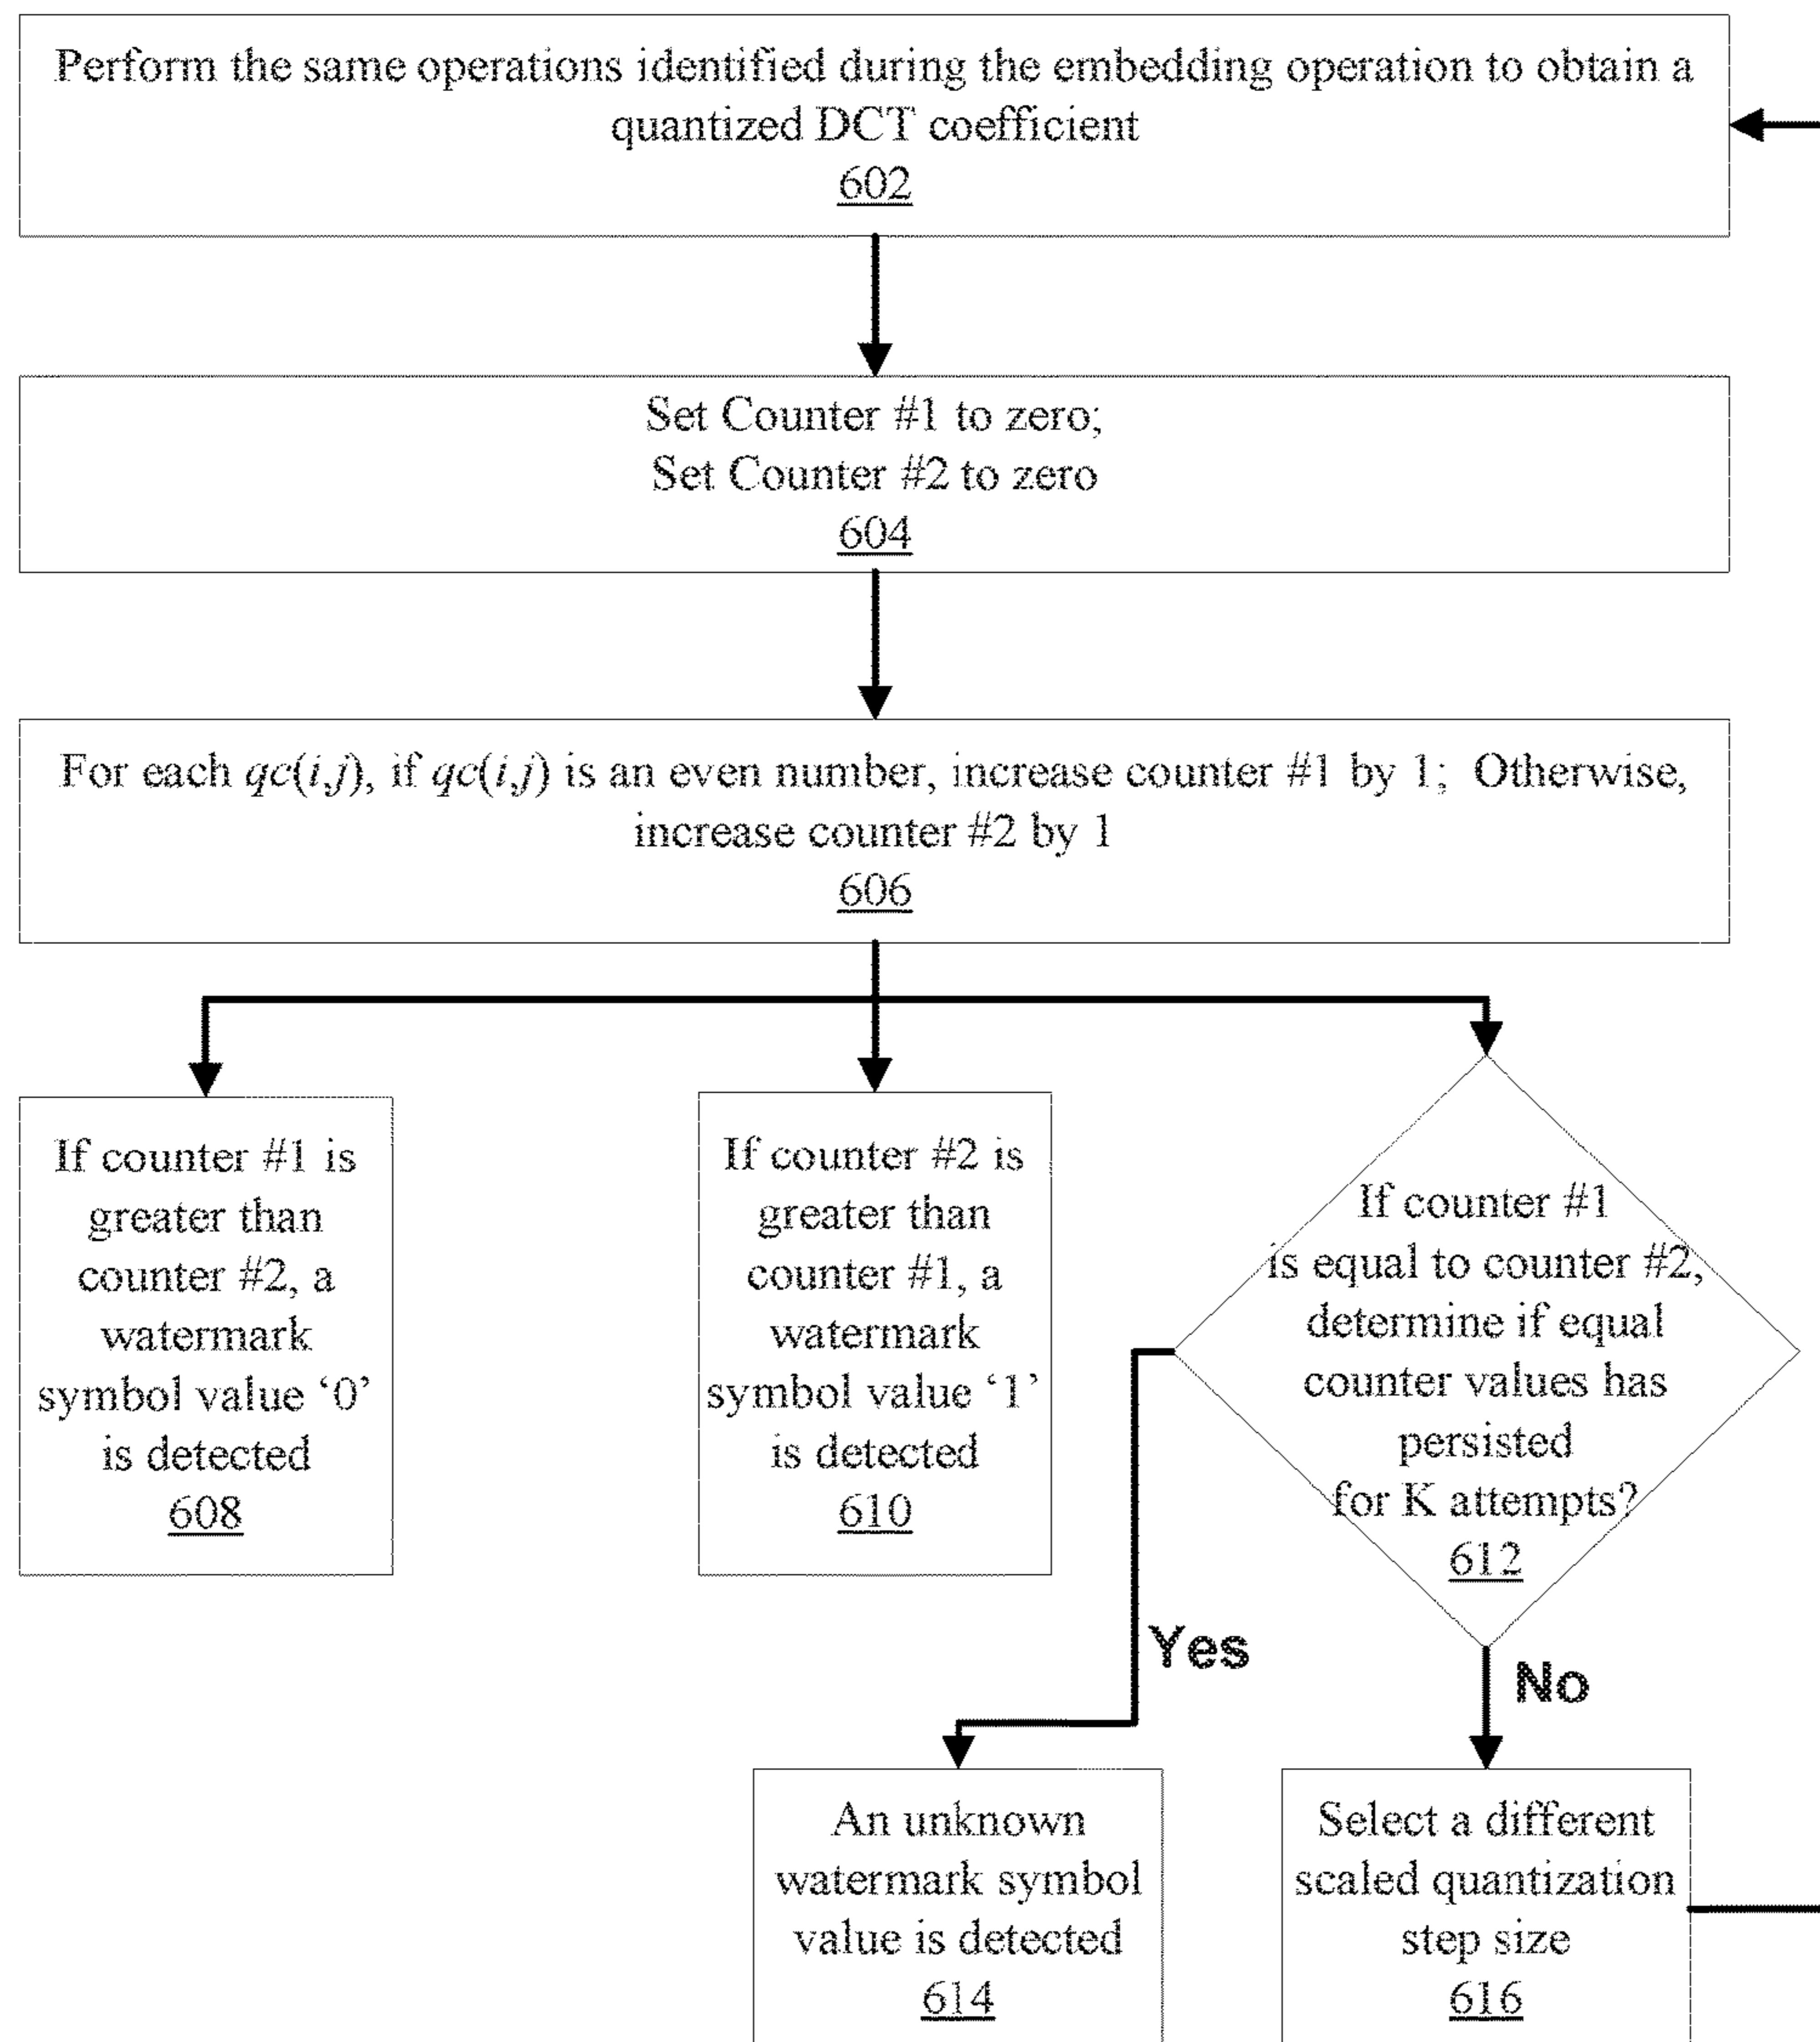 Perform the same operations identified during the embedding operation to obtain a
quantized DCT coefficient
602
Set Counter #1 to zero;
Set Counter #2 to zero
604
For each qc(i,j), if qc(i,j) is an even number, increase counter #1 by 1; Otherwise,
increase counter #2 by 1
606
If counter #1 is
greater than
counter #2, a
watermark
symbol value ‘0’
is detected
608
If counter #2 is
greater than
counter #1, a
watermark
symbol value ‘1’
is detected
610
If counter #1
is equal to counter #2,
determine if equal
counter values has
persisted
for K attempts?
612
Yes
No
An unknown
watermark symbol
value is detected
614
Select a different
scaled quantization
step size
616